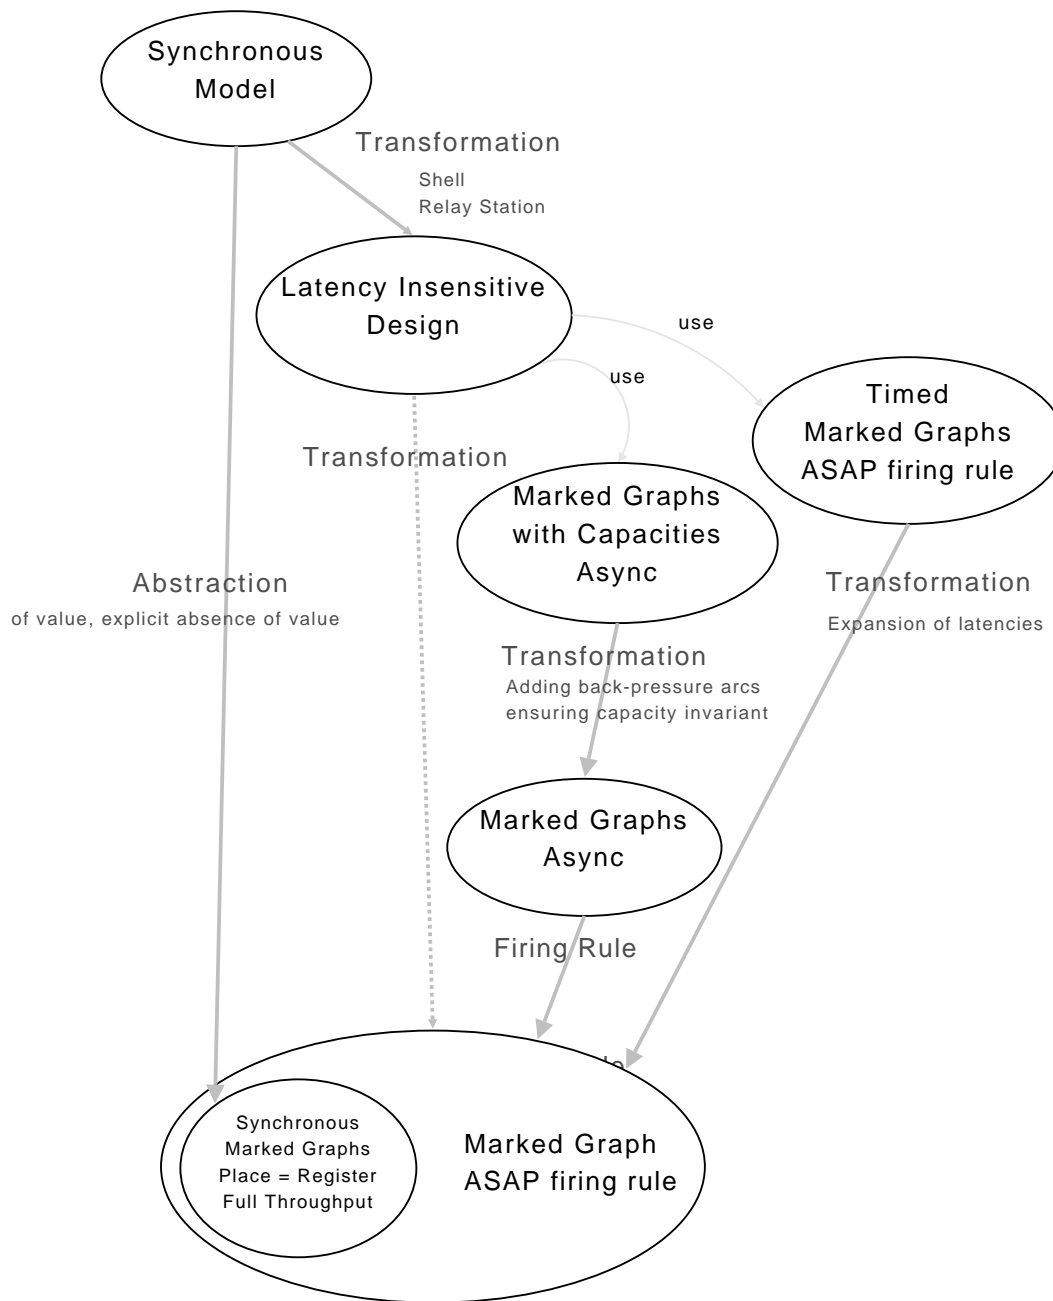 Synchronous
Model
Transformation
Shell
Relay Station
Latency Insensitive
Design
use
use
Timed
Marked Graphs
ASAP firing rule
Transformation
Marked Graphs
with Capacities
Async
Abstraction
of value, explicit absence of value
Transformation
Expansion of latencies
Transformation
Adding back-pressure arcs
ensuring capacity invariant
Marked Graphs
Async
Firing Rule
Synchronous
Marked Graphs
Place = Register
Full Throughput
Marked Graph
ASAP firing rule